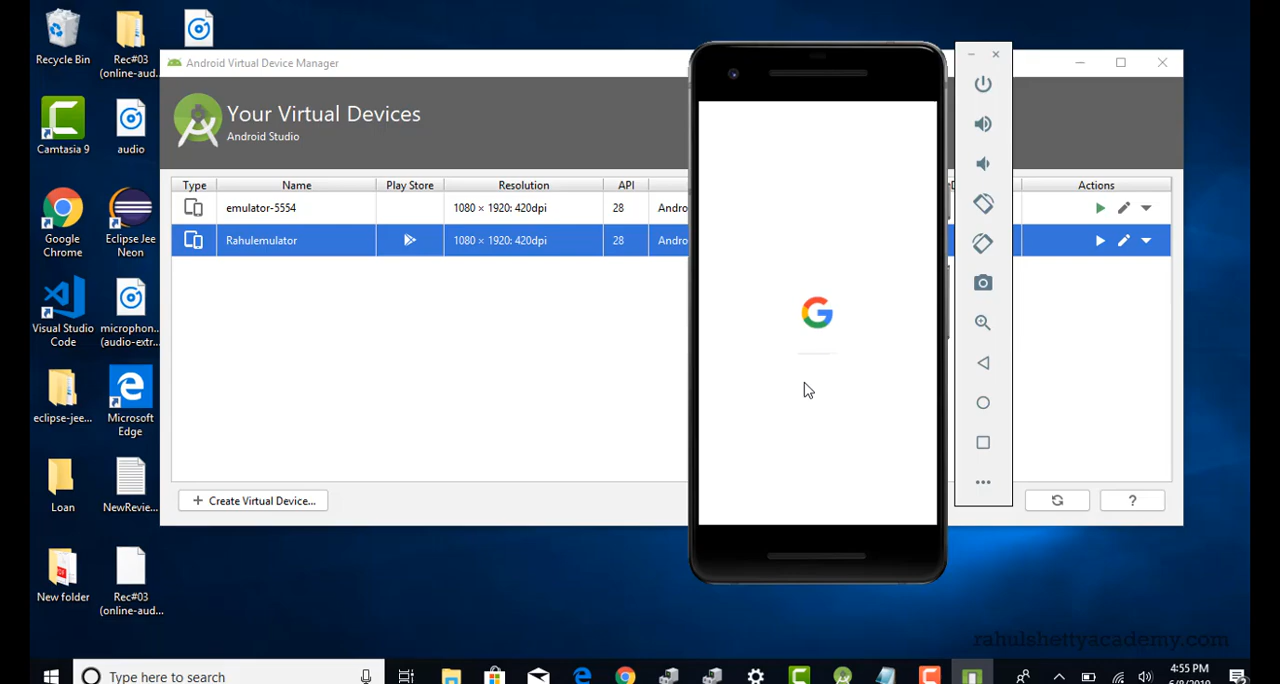 Recycle Bin
Rec#03
(online-aud...
Camtasia 9
audio
Google
Chrome
Eclipse Jee
Neon
Visual Studio
Code
microphon...
(audio-extr...
eclipse-jee...
Microsoft
Edge
Loan
NewRevie...
New folder
Rec#03
(online-aud...
Android Virtual Device Manager
Your Virtual Devices
Android Studio
Type Name Play Store Resolution API Actions
emulator-5554 1080 × 1920: 420dpi 28 Andro
Rahulemulator 1080 × 1920: 420dpi 28 Andro
+ Create Virtual Device...
?
rahulshettyacademy.com
Type here to search
4:55 PM